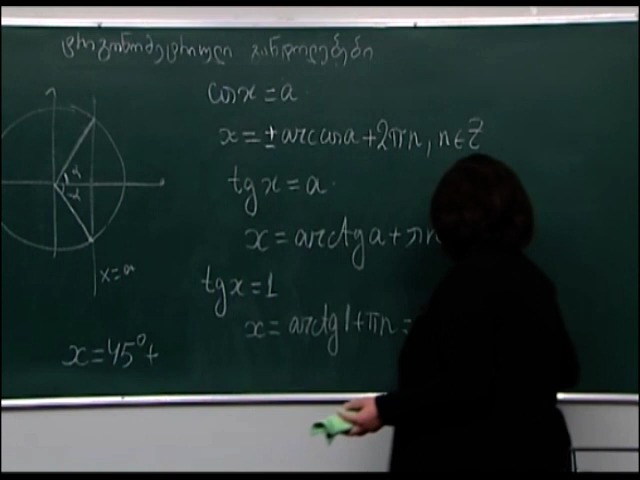 ტრიგონომეტრიული განტოლებები
cos x = a
x = ± arccos a + 2πn, n ∈ Z
tg x = a
x = arctg a + πn
tg x = 1
x = arctg 1 + πn =
x = 45° +
α
-α
x = a